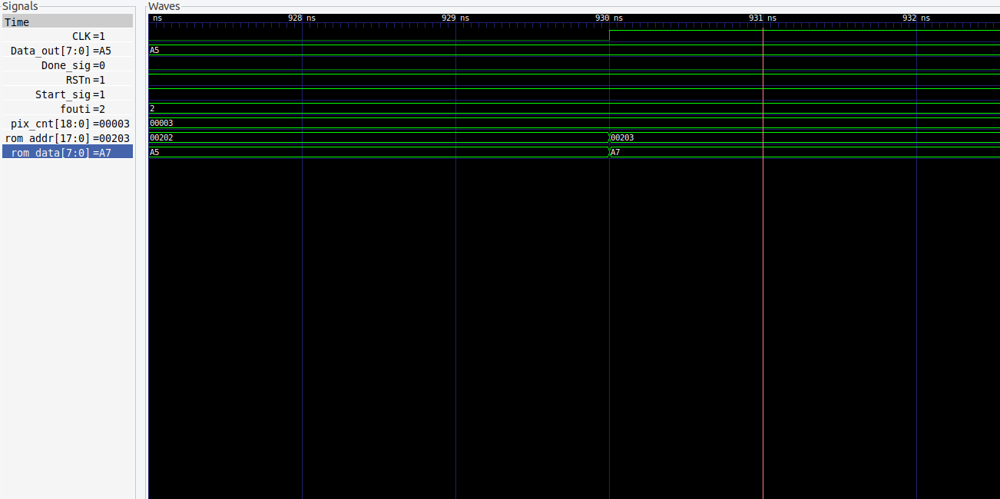 Signals
Waves
Time
ns 928 ns 929 ns 930 ns 931 ns 932 ns
CLK=1
Data_out[7:0]=A5
A5
Done_sig=0
RSTn=1
Start_sig=1
fouti=2
2
pix_cnt[18:0]=00003
00003
rom_addr[17:0]=00203
00202 00203
rom_data[7:0]=A7
A5 A7